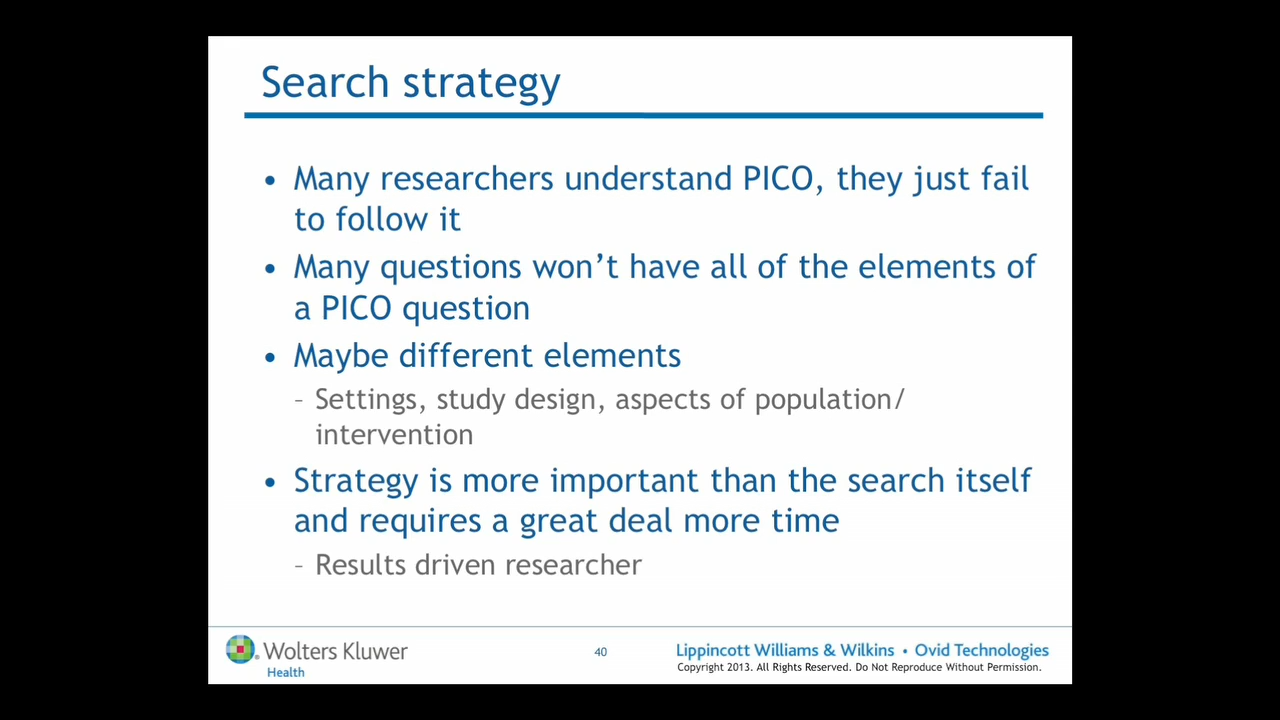 Search strategy
• Many researchers understand PICO, they just fail
to follow it
• Many questions won’t have all of the elements of
a PICO question
• Maybe different elements
– Settings, study design, aspects of population/
intervention
• Strategy is more important than the search itself
and requires a great deal more time
– Results driven researcher
Wolters Kluwer
Health
40
Lippincott Williams & Wilkins • Ovid Technologies
Copyright 2013. All Rights Reserved. Do Not Reproduce Without Permission.